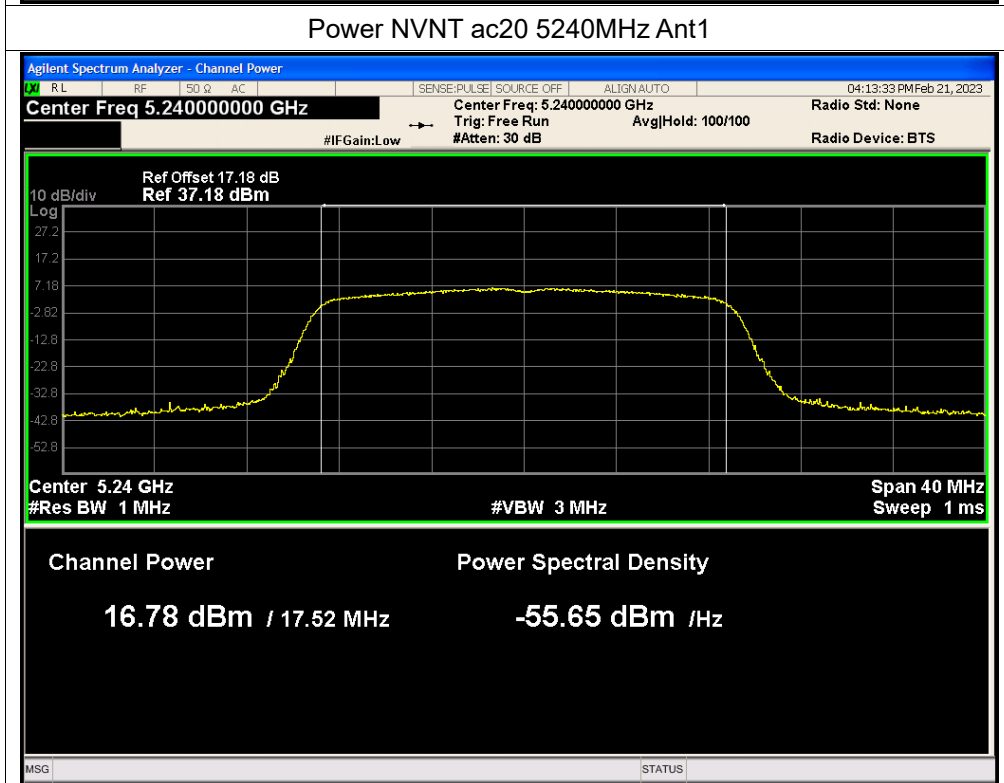 Power NVNT ac20 5240MHz Ant1
Agilent Spectrum Analyzer - Channel Power
LXI RL RF 50 Ω AC SENSE:PULSE SOURCE OFF ALIGNAUTO 04:13:33 PMFeb 21, 2023
Center Freq 5.240000000 GHz
Center Freq: 5.240000000 GHz
Radio Std: None
Trig: Free Run
Avg|Hold: 100/100
#IFGain:Low
#Atten: 30 dB
Radio Device: BTS
Ref Offset 17.18 dB
10 dB/div Ref 37.18 dBm
Log
27.2
17.2
7.18
-2.82
-12.8
-22.8
-32.8
-42.8
-52.8
Center 5.24 GHz Span 40 MHz
#Res BW 1 MHz #VBW 3 MHz Sweep 1 ms
Channel Power Power Spectral Density
16.78 dBm / 17.52 MHz -55.65 dBm /Hz
MSG STATUS